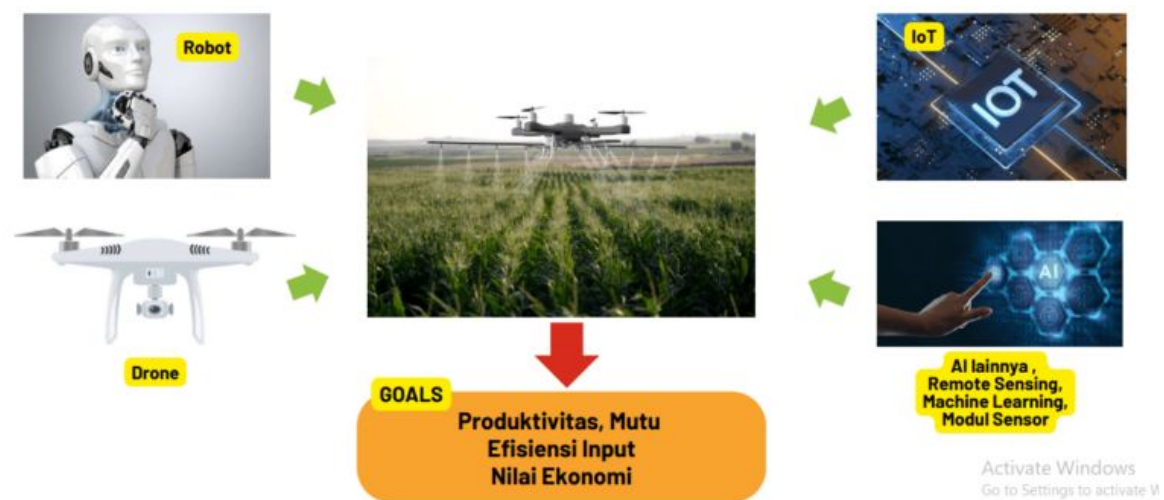 Robot
IoT
IOT
AI
Drone
AI lainnya ,
Remote Sensing,
Machine Learning,
Modul Sensor
GOALS
Produktivitas, Mutu
Efisiensi Input
Nilai Ekonomi
Activate Windows
Go to Settings to activate W